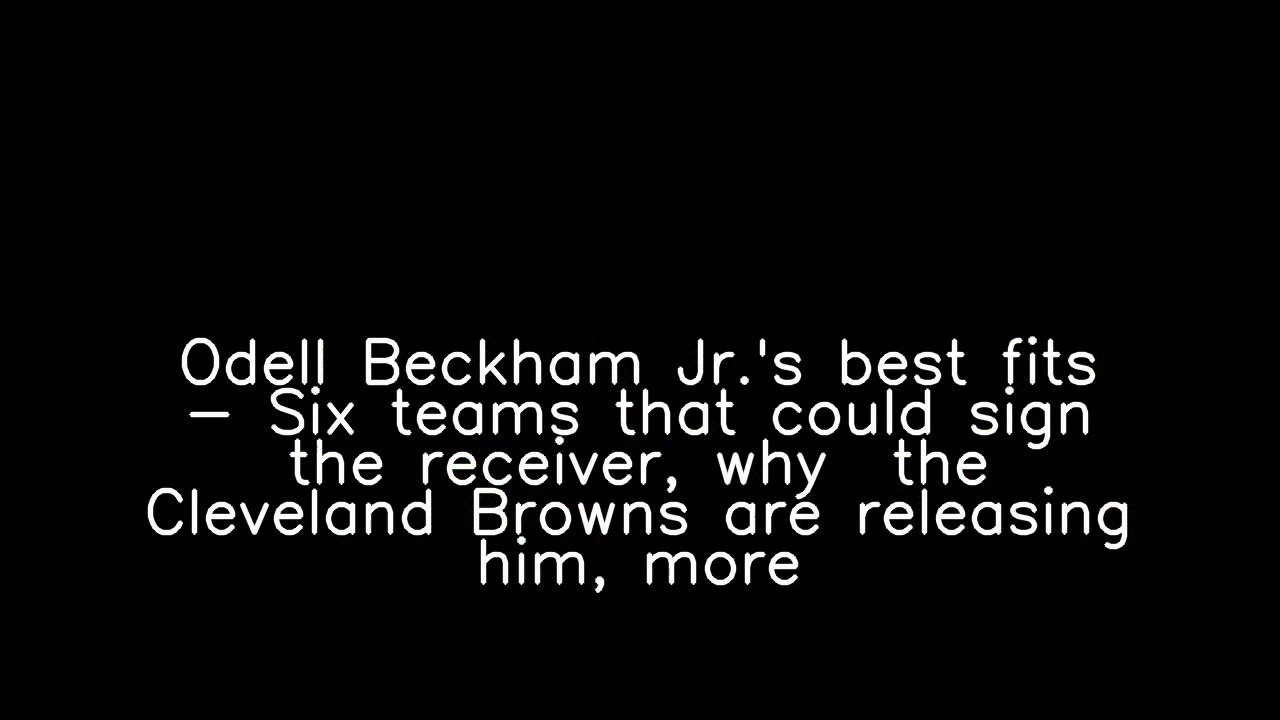 Odell Beckham Jr.'s best fits
– Six teams that could sign
the receiver, why  the
Cleveland Browns are releasing
him, more